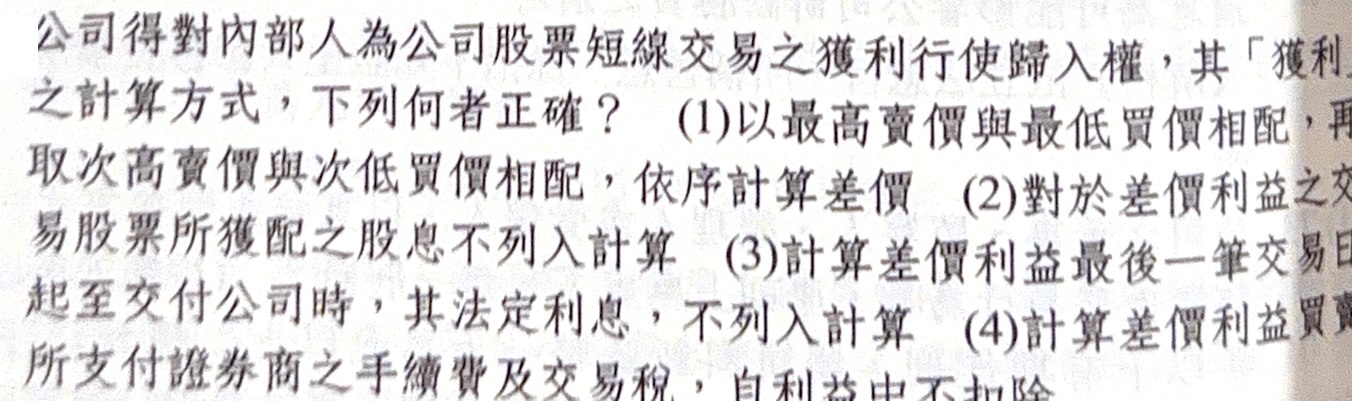 公司得對內部人為公司股票短線交易之獲利行使歸入權，其「獲利」
之計算方式，下列何者正確？　(1)以最高賣價與最低買價相配，再
取次高賣價與次低買價相配，依序計算差價　(2)對於差價利益之交
易股票所獲配之股息不列入計算　(3)計算差價利益最後一筆交易日
起至交付公司時，其法定利息，不列入計算　(4)計算差價利益買賣
所支付證券商之手續費及交易稅，自利益中不扣除